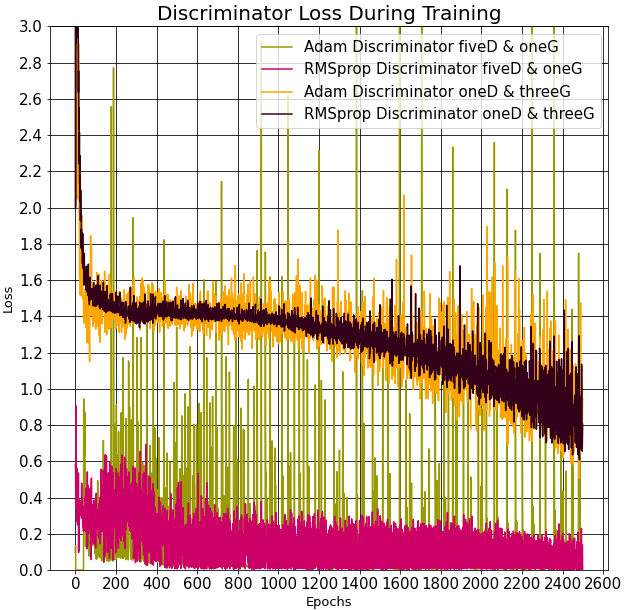 Discriminator Loss During Training
3.0
2.8
2.6
2.4
2.2
2.0
1.8
1.6
1.4
1.2
1.0
0.8
0.6
0.4
0.2
0.0
Loss
Adam Discriminator fiveD & oneG
RMSprop Discriminator fiveD & oneG
Adam Discriminator oneD & threeG
RMSprop Discriminator oneD & threeG
0 200 400 600 800 1000 1200 1400 1600 1800 2000 2200 2400 2600
Epochs